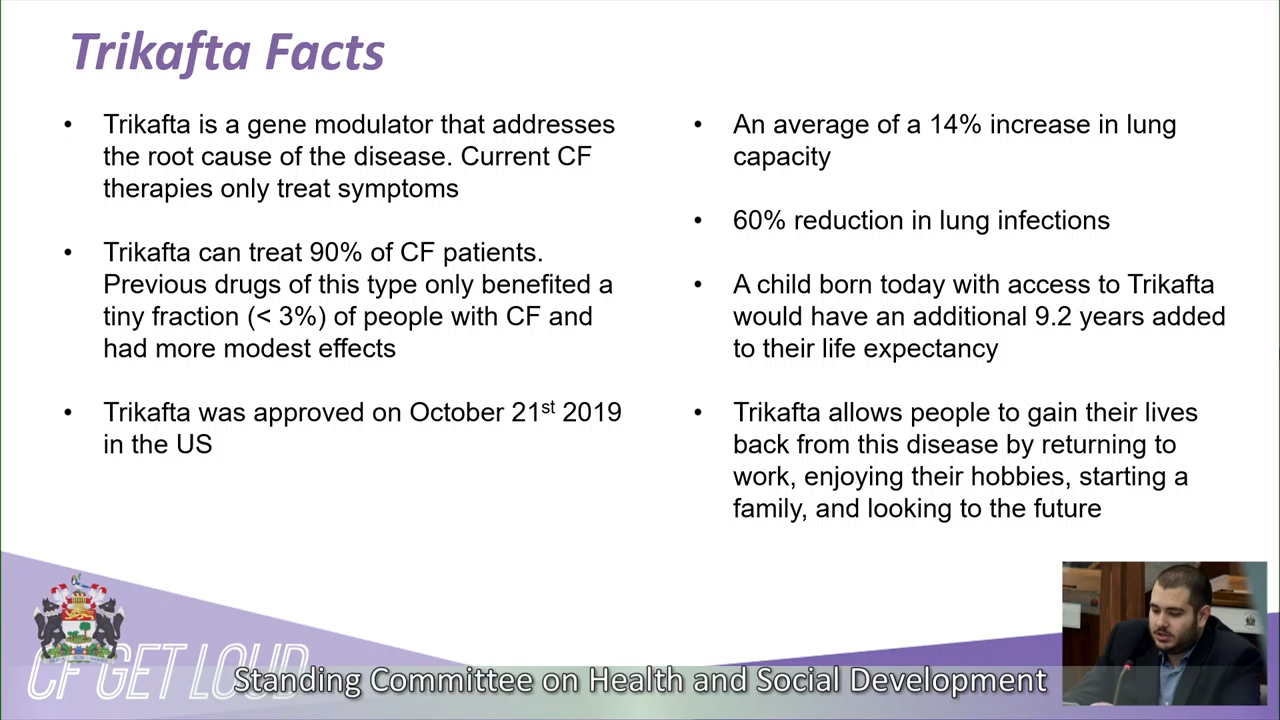 Trikafta Facts
• Trikafta is a gene modulator that addresses
the root cause of the disease. Current CF
therapies only treat symptoms
• Trikafta can treat 90% of CF patients.
Previous drugs of this type only benefited a
tiny fraction (< 3%) of people with CF and
had more modest effects
• Trikafta was approved on October 21st 2019
in the US
• An average of a 14% increase in lung
capacity
• 60% reduction in lung infections
• A child born today with access to Trikafta
would have an additional 9.2 years added
to their life expectancy
• Trikafta allows people to gain their lives
back from this disease by returning to
work, enjoying their hobbies, starting a
family, and looking to the future
CF GET LOUD
Standing Committee on Health and Social Development